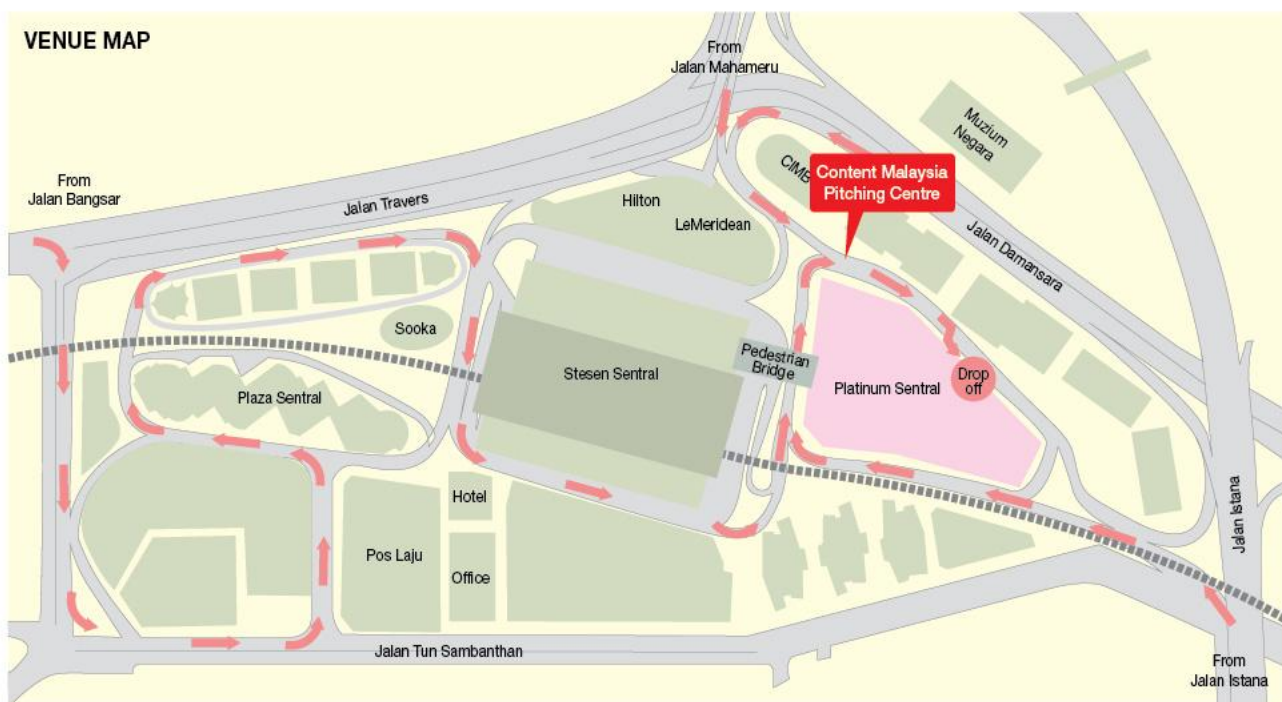 VENUE MAP
From
Jalan Mahameru
Muzium
Negara
From
Jalan Bangsar
Jalan Travers
CIMB
Content Malaysia
Pitching Centre
Hilton
LeMeridean
Jalan Damansara
Sooka
Stesen Sentral
Pedestrian
Bridge
Platinum Sentral
Drop
off
Plaza Sentral
Hotel
Pos Laju
Office
Jalan Istana
Jalan Tun Sambanthan
From
Jalan Istana